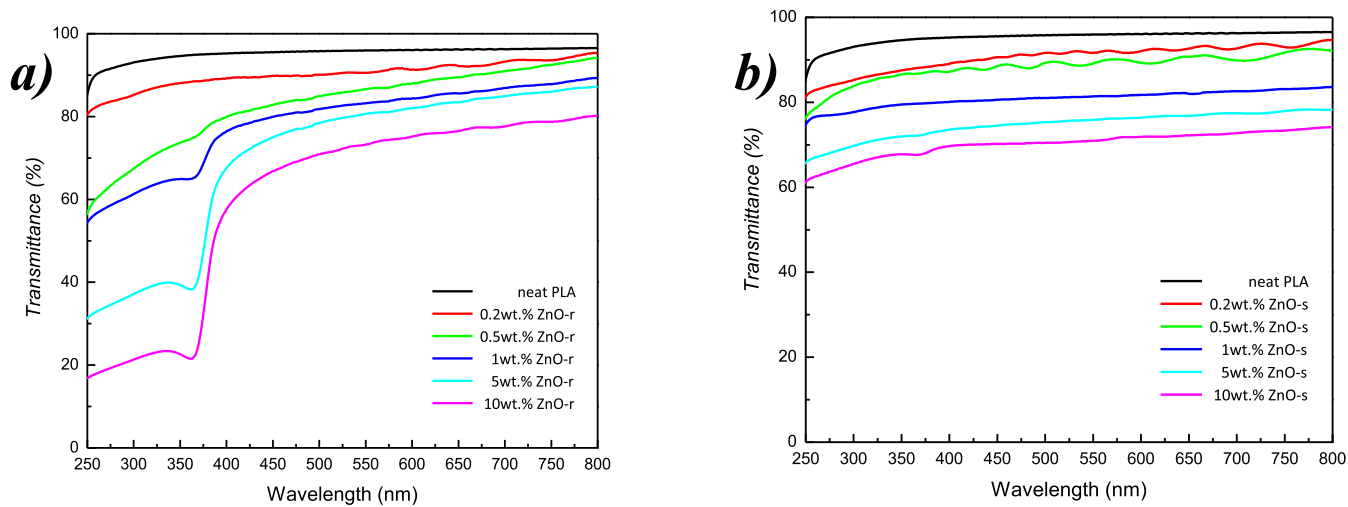 a)
Transmittance (%)
100
80
60
40
20
0
neat PLA
0.2wt.% ZnO-r
0.5wt.% ZnO-r
1wt.% ZnO-r
5wt.% ZnO-r
10wt.% ZnO-r
250 300 350 400 450 500 550 600 650 700 750 800
Wavelength (nm)
b)
Transmittance (%)
100
80
60
40
20
0
neat PLA
0.2wt.% ZnO-s
0.5wt.% ZnO-s
1wt.% ZnO-s
5wt.% ZnO-s
10wt.% ZnO-s
250 300 350 400 450 500 550 600 650 700 750 800
Wavelength (nm)